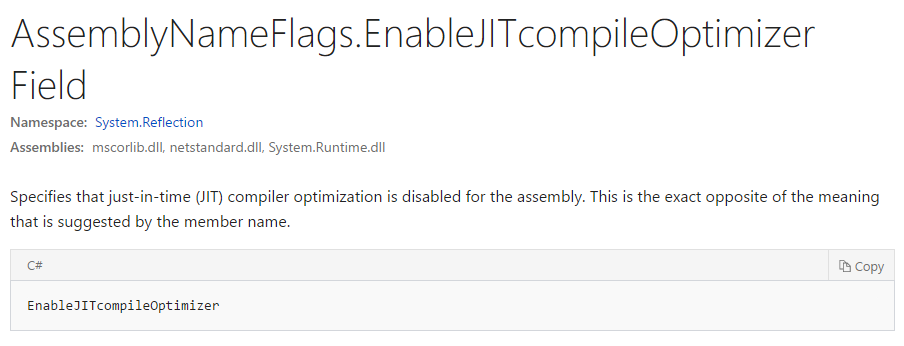 AssemblyNameFlags.EnableJITcompileOptimizer
Field
Namespace: System.Reflection
Assemblies: mscorlib.dll, netstandard.dll, System.Runtime.dll
Specifies that just-in-time (JIT) compiler optimization is disabled for the assembly. This is the exact opposite of the meaning
that is suggested by the member name.
C# Copy
EnableJITcompileOptimizer